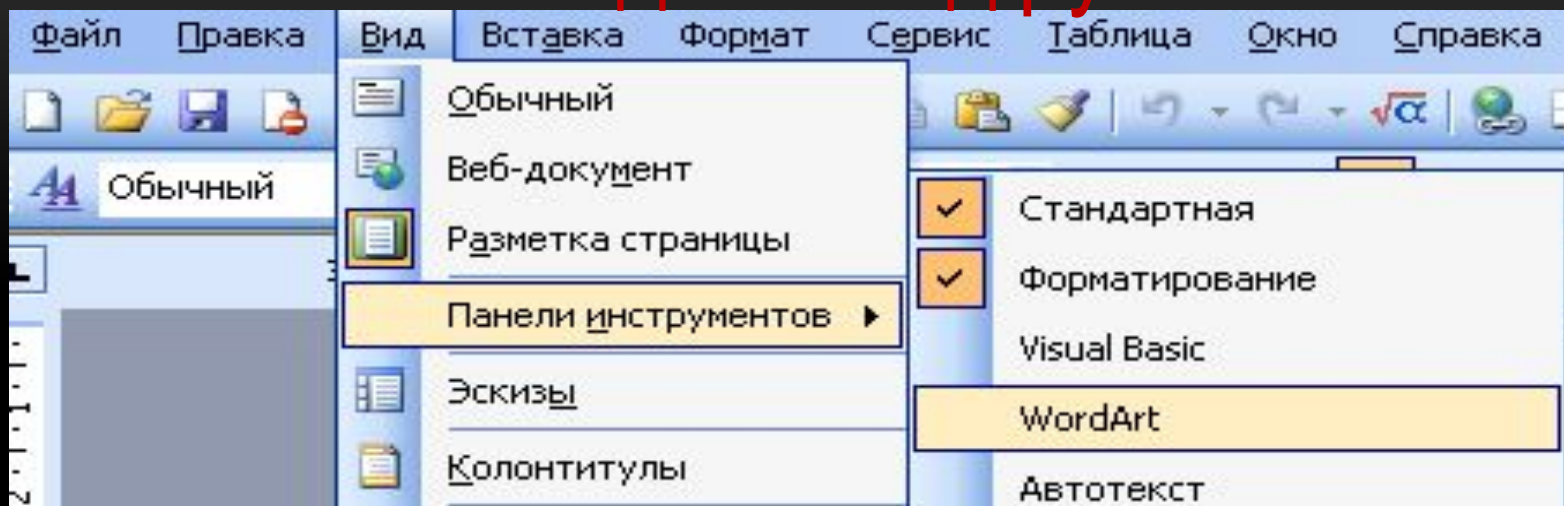 Файл Правка Вид Вставка Формат Сервис Таблица Окно Справка
Обычный
Веб-документ
Обычный
Стандартная
Разметка страницы
Форматирование
Панели инструментов
Visual Basic
Эскизы
WordArt
Колонтитулы
Автотекст